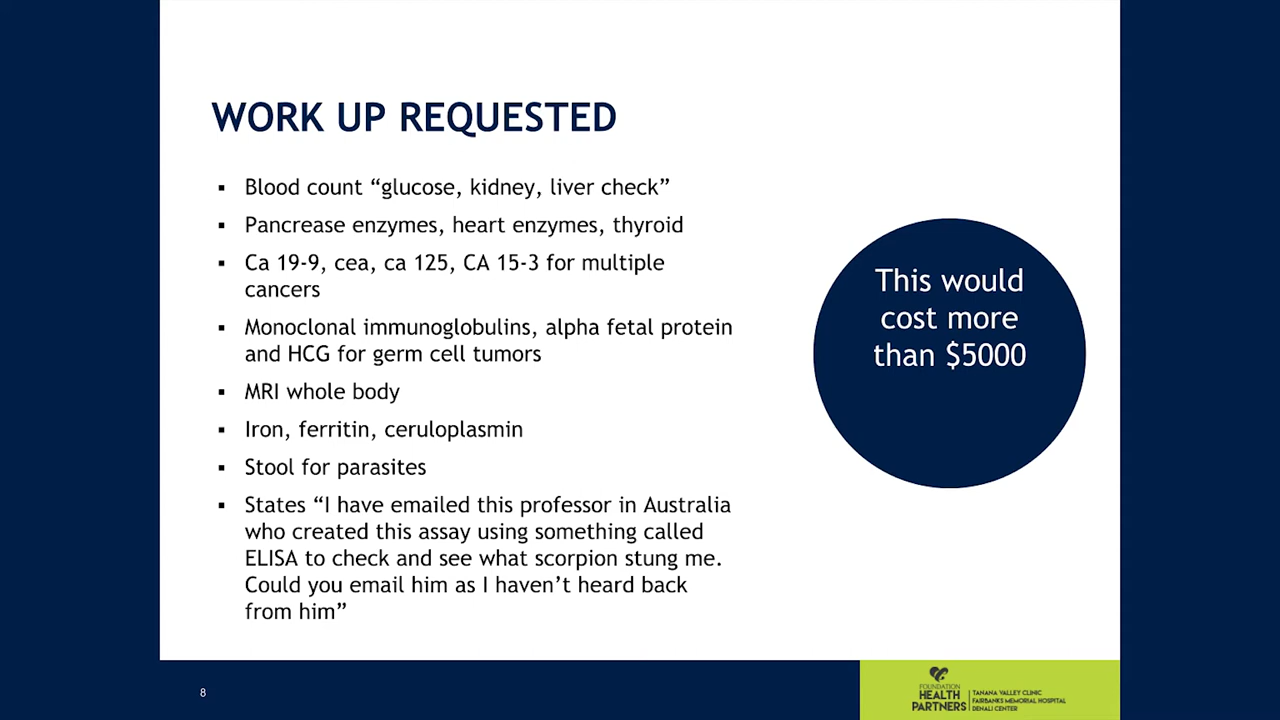 WORK UP REQUESTED
▪ Blood count “glucose, kidney, liver check”
▪ Pancrease enzymes, heart enzymes, thyroid
▪ Ca 19-9, cea, ca 125, CA 15-3 for multiple
cancers
▪ Monoclonal immunoglobulins, alpha fetal protein
and HCG for germ cell tumors
▪ MRI whole body
▪ Iron, ferritin, ceruloplasmin
▪ Stool for parasites
▪ States “I have emailed this professor in Australia
who created this assay using something called
ELISA to check and see what scorpion stung me.
Could you email him as I haven’t heard back
from him”
This would
cost more
than $5000
8
FOUNDATION
HEALTH
PARTNERS
TANANA VALLEY CLINIC
FAIRBANKS MEMORIAL HOSPITAL
DENALI CENTER